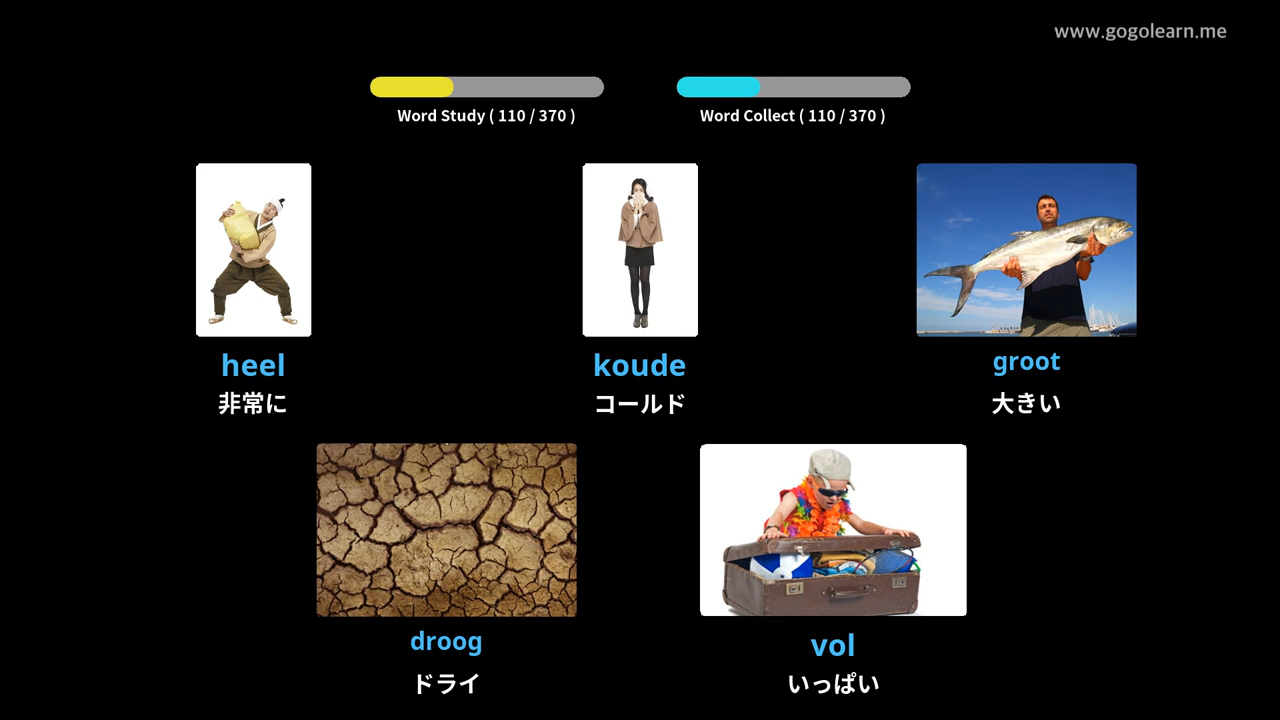 www.gogolearn.me
Word Study ( 110 / 370 )
Word Collect ( 110 / 370 )
heel
非常に
koude
コールド
groot
大きい
droog
ドライ
vol
いっぱい